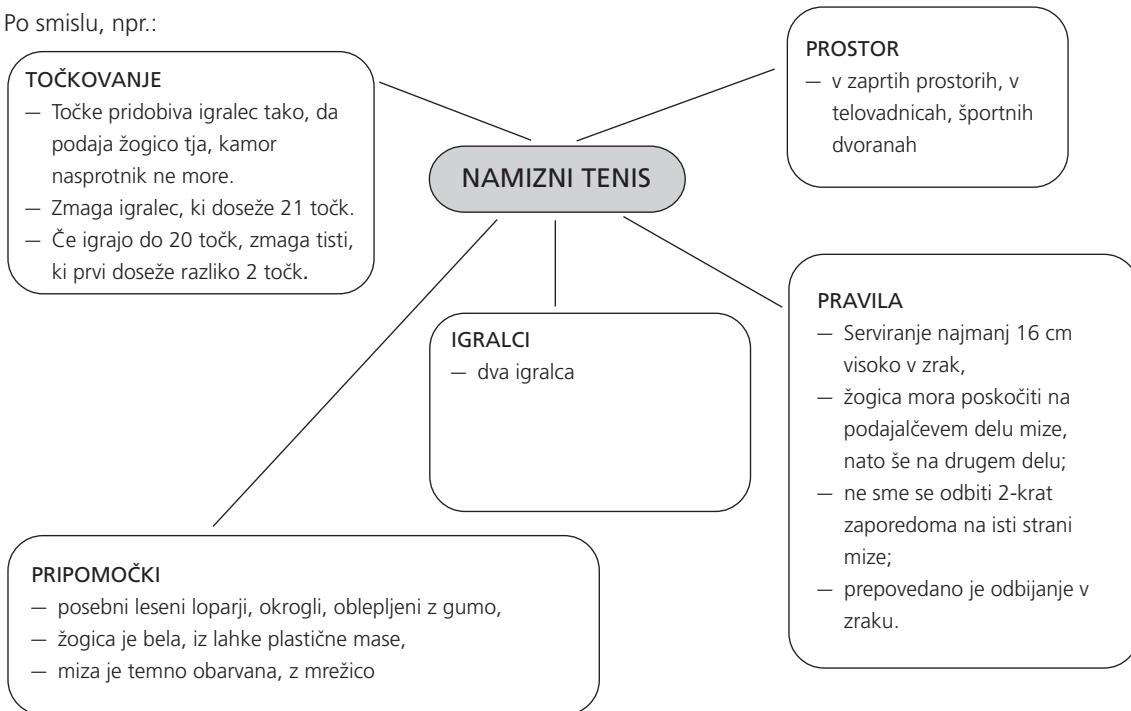 Po smislu, npr.:
TOČKOVANJE
— Točke pridobiva igralec tako, da
podaja žogico tja, kamor
nasprotnik ne more.
— Zmaga igralec, ki doseže 21 točk.
— Če igrajo do 20 točk, zmaga tisti,
ki prvi doseže razliko 2 točk.
PROSTOR
— v zaprtih prostorih, v
telovadnicah, športnih
dvoranah
NAMIZNI TENIS
IGRALCI
— dva igralca
PRAVILA
— Serviranje najmanj 16 cm
visoko v zrak,
— žogica mora poskočiti na
podajalčevem delu mize,
nato še na drugem delu;
— ne sme se odbiti 2-krat
zaporedoma na isti strani
mize;
— prepovedano je odbijanje v
zraku.
PRIPOMOČKI
— posebni leseni loparji, okrogli, oblepljeni z gumo,
— žogica je bela, iz lahke plastične mase,
— miza je temno obarvana, z mrežico